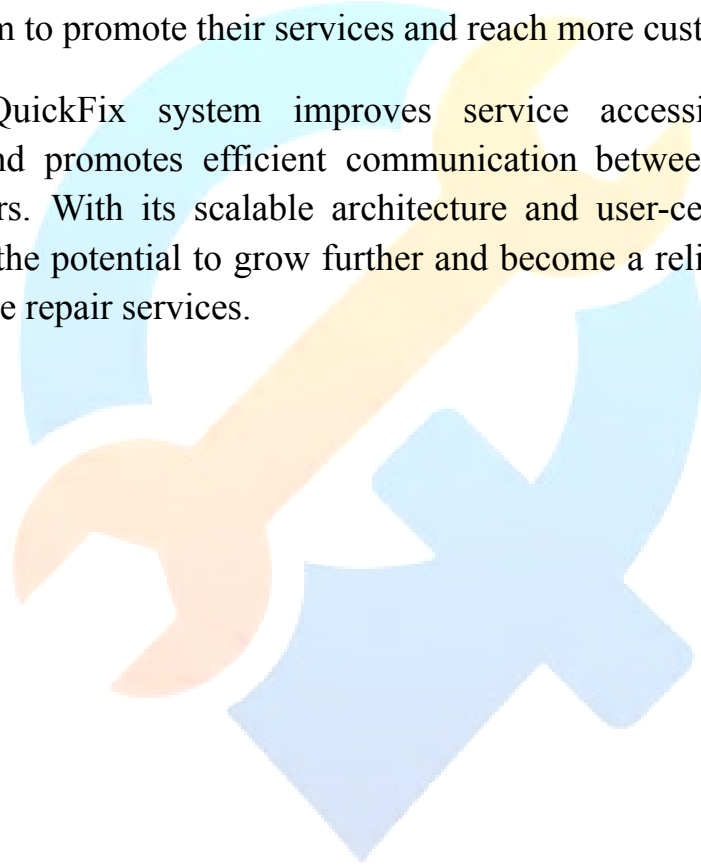 m to promote their services and reach more cust
QuickFix system improves service accessi
nd promotes efficient communication between
rs. With its scalable architecture and user-ce
the potential to grow further and become a reli
e repair services.